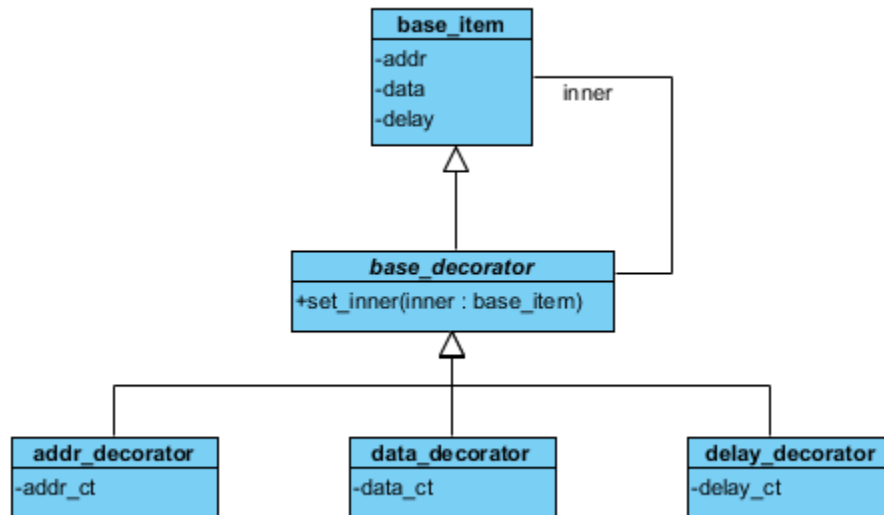 base_item
-addr
-data
-delay
inner
base_decorator
+set_inner(inner : base_item)
addr_decorator
-addr_ct
data_decorator
-data_ct
delay_decorator
-delay_ct